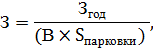 З = Згод / (В × Sпарковки),